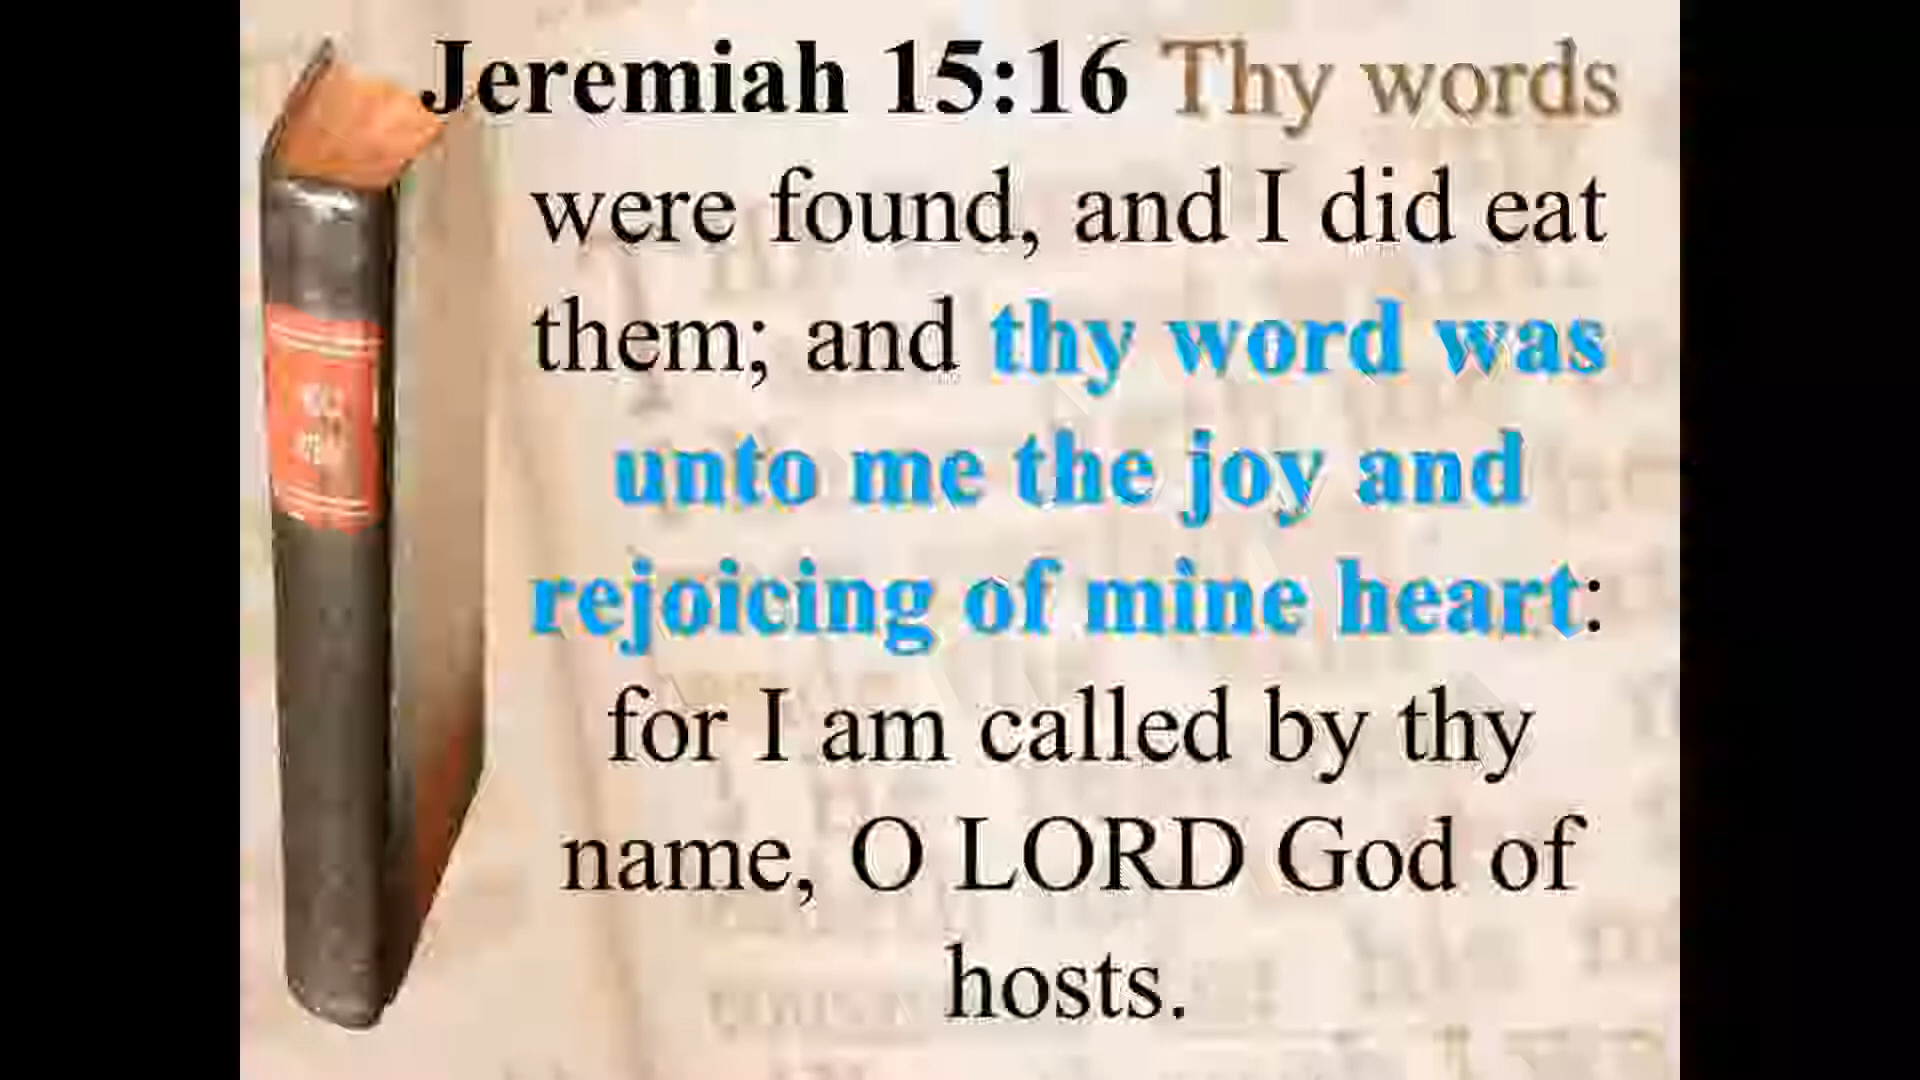 Jeremiah 15:16 Thy words
were found, and I did eat
them; and thy word was
unto me the joy and
rejoicing of mine heart:
for I am called by thy
name, O LORD God of
hosts.